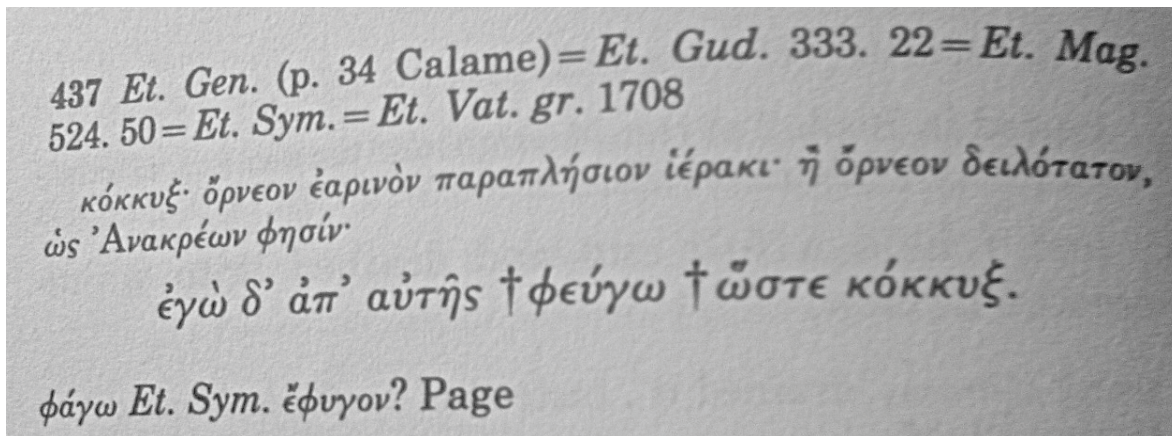 437 Et. Gen. (p. 34 Calame)=Et. Gud. 333. 22=Et. Mag.
524. 50=Et. Sym.=Et. Vat. gr. 1708
κόκκυξ· ὄρνεον ἐαρινὸν παραπλήσιον ἱέρακι· ἢ ὄρνεον δειλότατον,
ὡς Ἀνακρέων φησίν·
ἐγὼ δ’ ἀπ’ αὐτῆς †φεύγω †ὥστε κόκκυξ.
φάγω Et. Sym. ἔφυγον? Page